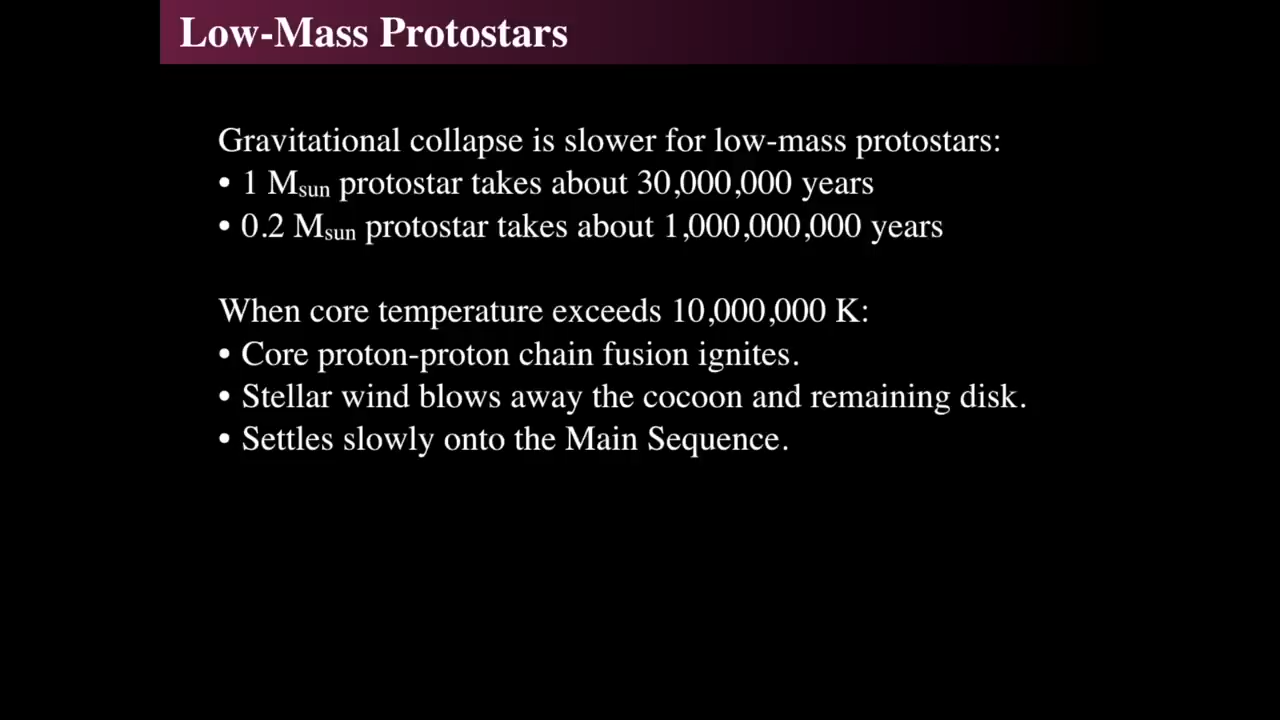 Low-Mass Protostars
Gravitational collapse is slower for low-mass protostars:
• 1 Msun protostar takes about 30,000,000 years
• 0.2 Msun protostar takes about 1,000,000,000 years
When core temperature exceeds 10,000,000 K:
• Core proton-proton chain fusion ignites.
• Stellar wind blows away the cocoon and remaining disk.
• Settles slowly onto the Main Sequence.